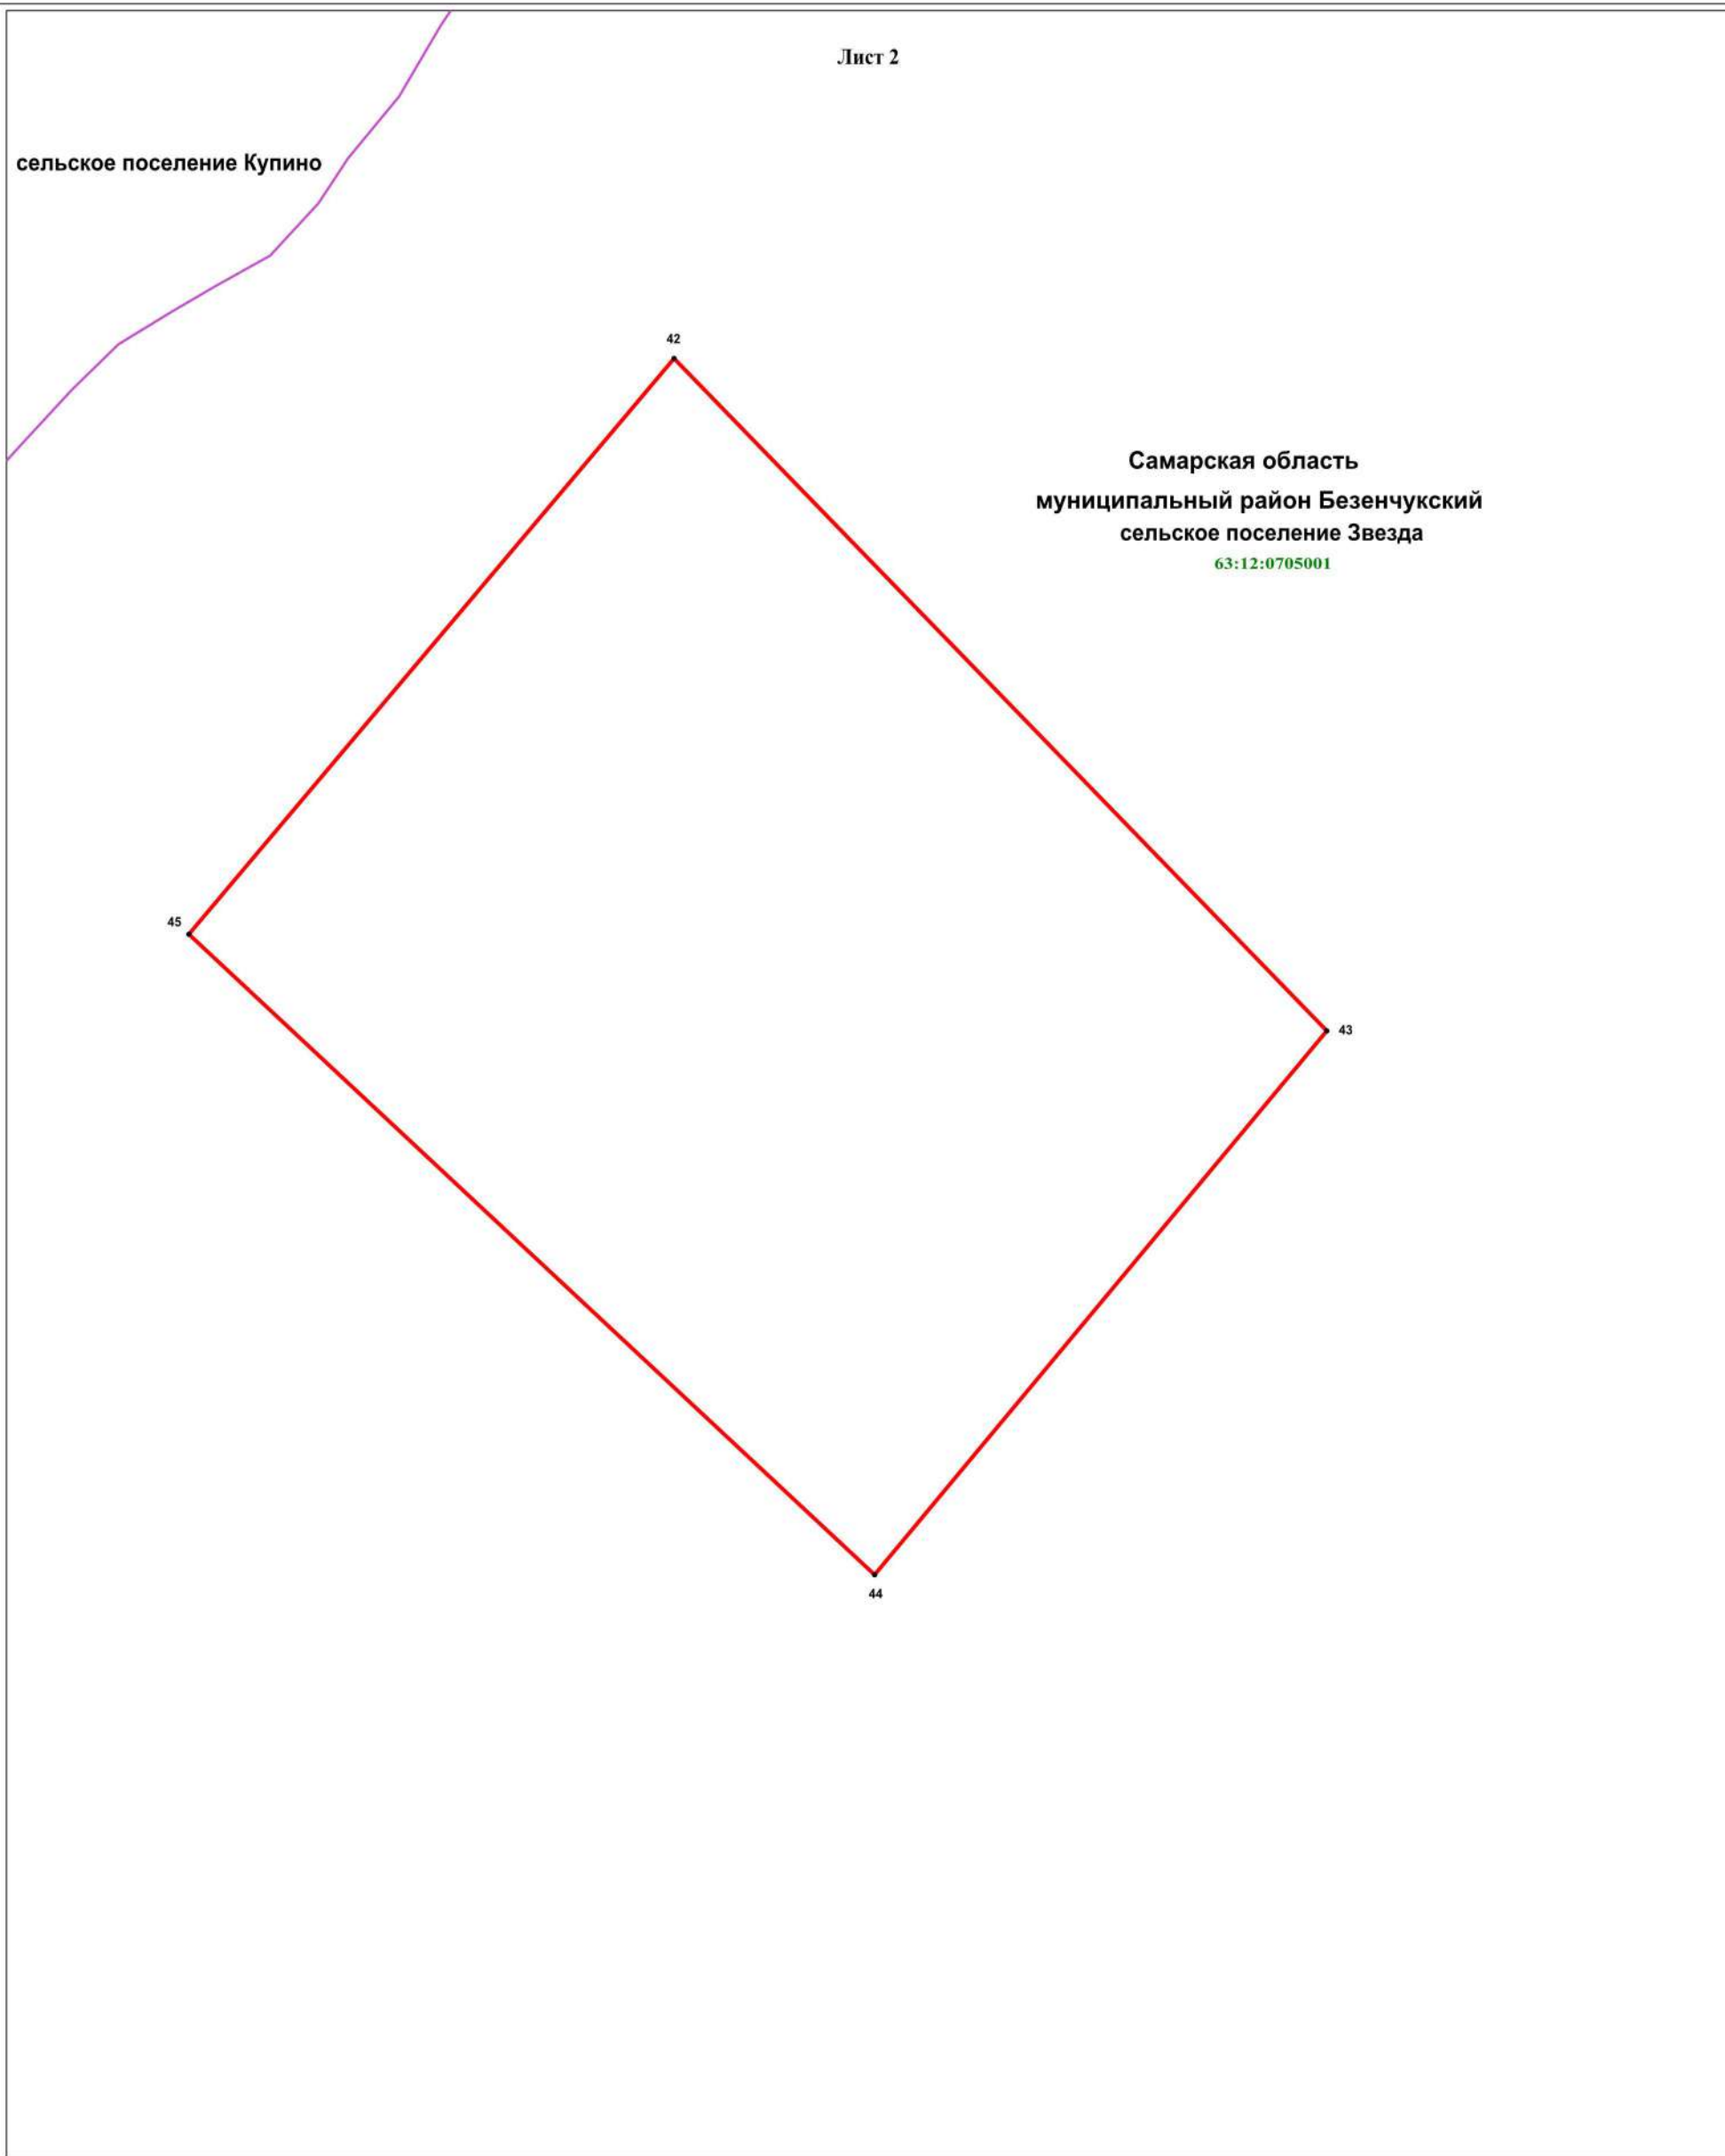 Лист 2
сельское поселение Купино
42
Самарская область
муниципальный район Безенчукский
сельское поселение Звезда
63:12:0705001
45
43
44